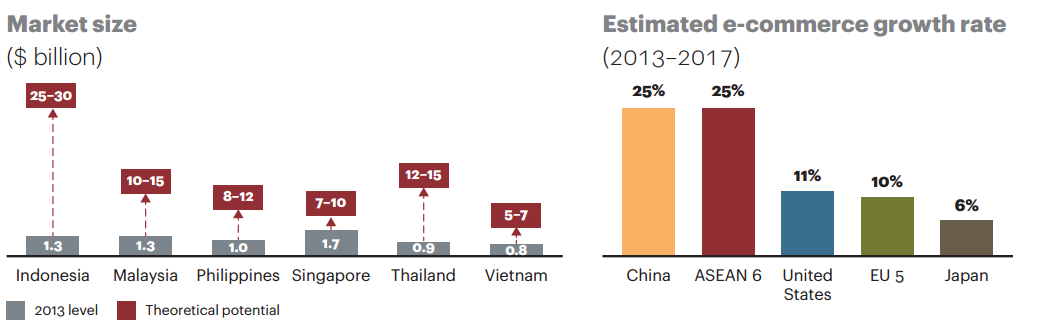 Market size
($ billion)
25–30
10–15
8–12
7–10
12–15
5–7
1.3
1.3
1.0
1.7
0.9
0.8
Indonesia
Malaysia
Philippines
Singapore
Thailand
Vietnam
2013 level
Theoretical potential
Estimated e-commerce growth rate
(2013–2017)
25%
25%
11%
10%
6%
China
ASEAN 6
United
States
EU 5
Japan